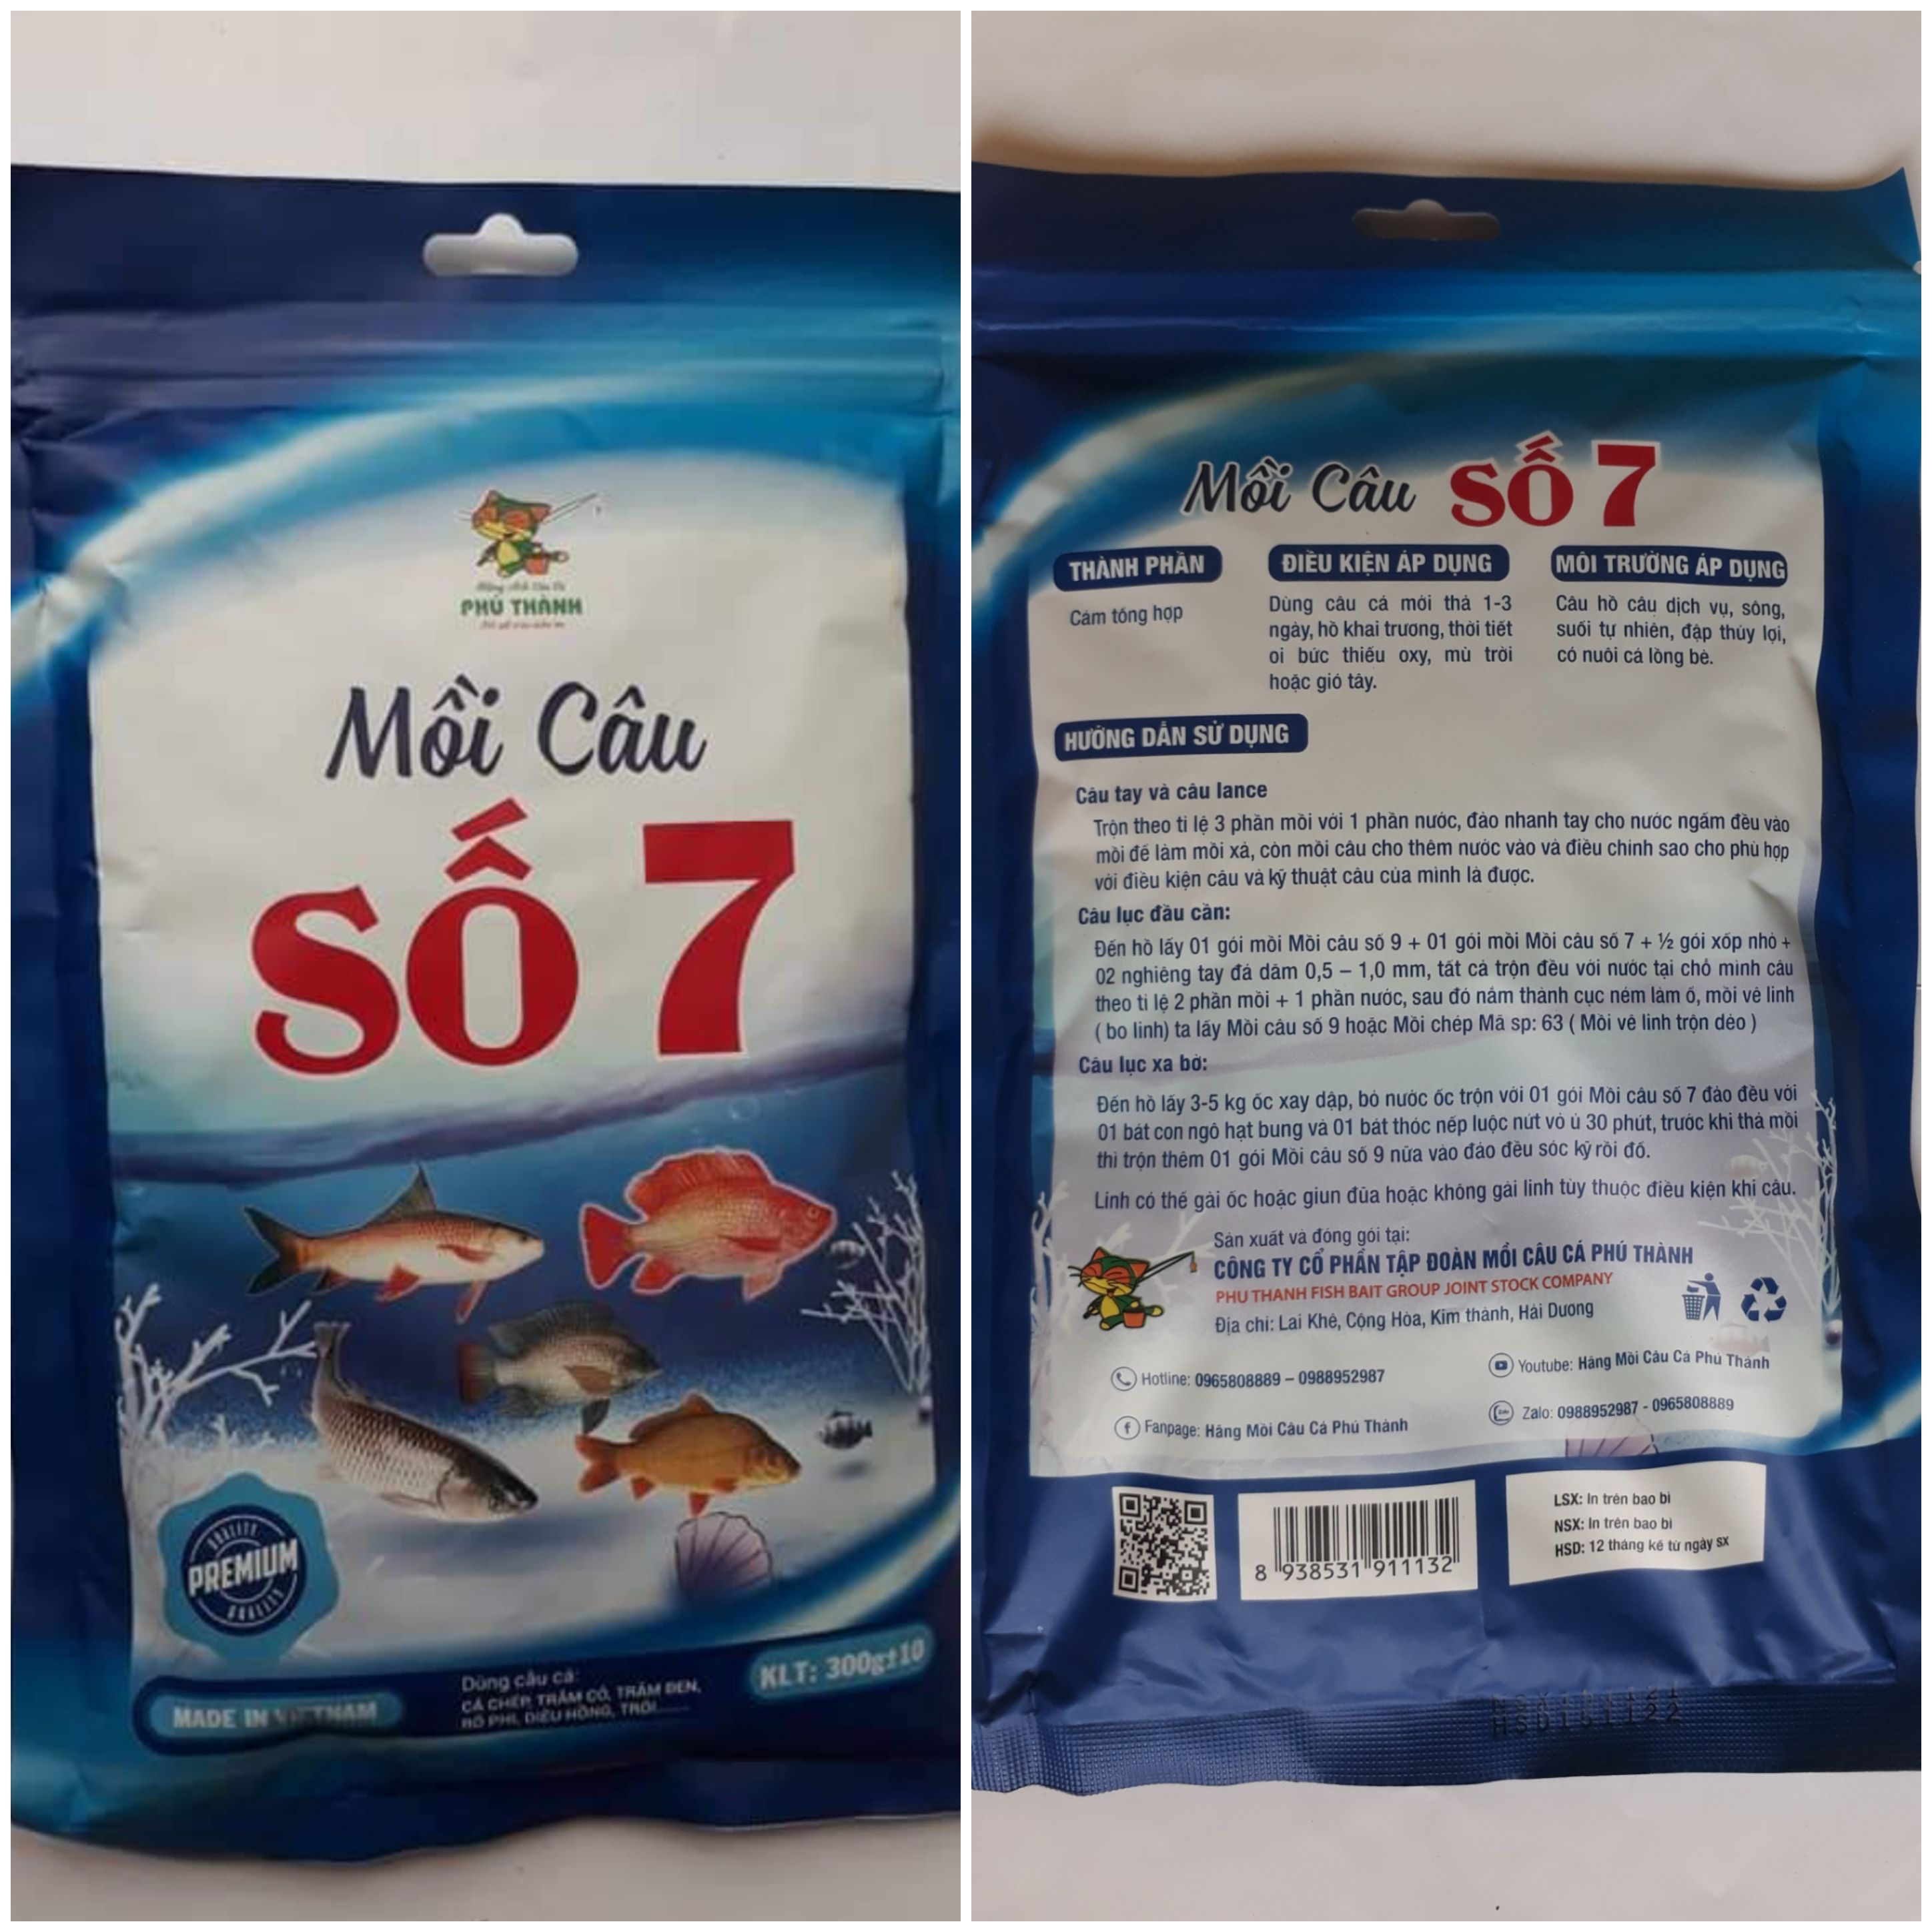 PHÚ THÀNH
Mồi Câu
SỐ 7
QUALITY
PREMIUM
QUALITY
MADE IN VIETNAM
Dùng câu cá:
CÁ CHÉP, TRẮM CỎ, TRẮM ĐEN,
RÔ PHI, DIÊU HỒNG, TRÔI......
KLT: 300g±10
Mồi Câu SỐ 7
THÀNH PHẦN
Cám tổng hợp
ĐIỀU KIỆN ÁP DỤNG
Dùng câu cá mới thả 1-3
ngày, hồ khai trương, thời tiết
oi bức thiếu oxy, mù trời
hoặc gió tây.
MÔI TRƯỜNG ÁP DỤNG
Câu hồ câu dịch vụ, sông,
suối tự nhiên, đập thủy lợi,
có nuôi cá lồng bè.
HƯỚNG DẪN SỬ DỤNG
Câu tay và câu lance
Trộn theo tỉ lệ 3 phần mồi với 1 phần nước, đảo nhanh tay cho nước ngấm đều vào
mồi để làm mồi xả, còn mồi câu cho thêm nước vào và điều chỉnh sao cho phù hợp
với điều kiện câu và kỹ thuật câu của mình là được.
Câu lục đầu cần:
Đến hồ lấy 01 gói mồi Mồi câu số 9 + 01 gói mồi Mồi câu số 7 + ½ gói xốp nhỏ +
02 nghiêng tay đá dăm 0,5 – 1,0 mm, tất cả trộn đều với nước tại chỗ mình câu
theo tỉ lệ 2 phần mồi + 1 phần nước, sau đó nắm thành cục ném làm ổ, mồi vê linh
( bo linh) ta lấy Mồi câu số 9 hoặc Mồi chép Mã sp: 63 ( Mồi vê linh trộn dẻo )
Câu lục xa bờ:
Đến hồ lấy 3-5 kg ốc xay dập, bỏ nước ốc trộn với 01 gói Mồi câu số 7 đảo đều với
01 bát con ngô hạt bung và 01 bát thóc nếp luộc nứt vỏ ủ 30 phút, trước khi thả mồi
thì trộn thêm 01 gói Mồi câu số 9 nữa vào đảo đều sóc kỹ rồi đổ.
Linh có thể gài ốc hoặc giun đũa hoặc không gài linh tùy thuộc điều kiện khi câu.
Sản xuất và đóng gói tại:
CÔNG TY CỔ PHẦN TẬP ĐOÀN MỒI CÂU CÁ PHÚ THÀNH
PHU THANH FISH BAIT GROUP JOINT STOCK COMPANY
Địa chỉ: Lai Khê, Cộng Hòa, Kim thành, Hải Dương
Hotline: 0965808889 – 0988952987
Youtube: Hãng Mồi Câu Cá Phú Thành
Fanpage: Hãng Mồi Câu Cá Phú Thành
Zalo: 0988952987 - 0965808889
8 938531 911132
LSX: In trên bao bì
NSX: In trên bao bì
HSD: 12 tháng kể từ ngày sx